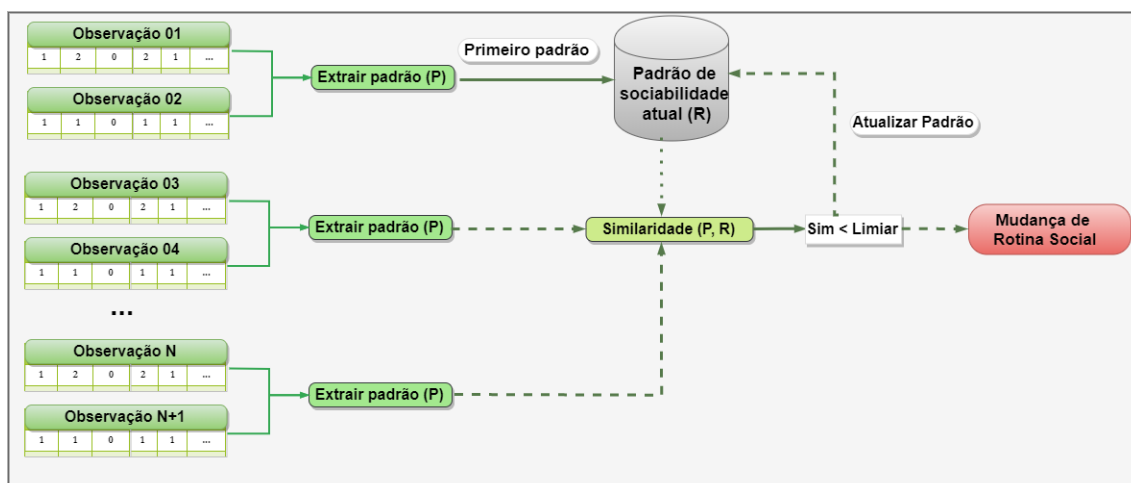 Observação 01
1 2 0 2 1 ...
Observação 02
1 1 0 1 1 ...
Extrair padrão (P)
Primeiro padrão
Padrão de
sociabilidade
atual (R)
Atualizar Padrão
Observação 03
1 2 0 2 1 ...
Observação 04
1 1 0 1 1 ...
Extrair padrão (P)
Similaridade (P, R)
Sim < Limiar
Mudança de
Rotina Social
...
Observação N
1 2 0 2 1 ...
Observação N+1
1 1 0 1 1 ...
Extrair padrão (P)